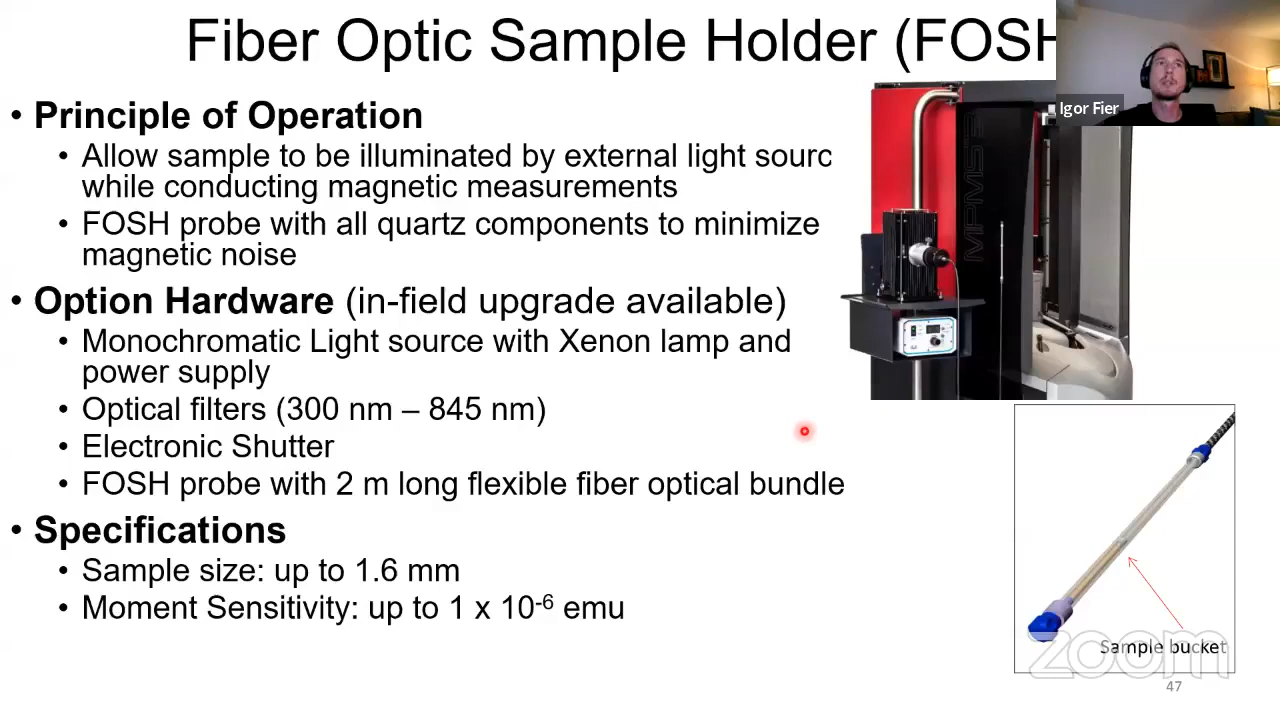 Fiber Optic Sample Holder (FOSH
Igor Fier
• Principle of Operation
• Allow sample to be illuminated by external light sourc
while conducting magnetic measurements
• FOSH probe with all quartz components to minimize
magnetic noise
• Option Hardware (in-field upgrade available)
• Monochromatic Light source with Xenon lamp and
power supply
• Optical filters (300 nm – 845 nm)
• Electronic Shutter
• FOSH probe with 2 m long flexible fiber optical bundle
• Specifications
• Sample size: up to 1.6 mm
• Moment Sensitivity: up to 1 x 10⁻⁶ emu
MPMS 3
Sample bucket
zoom
47